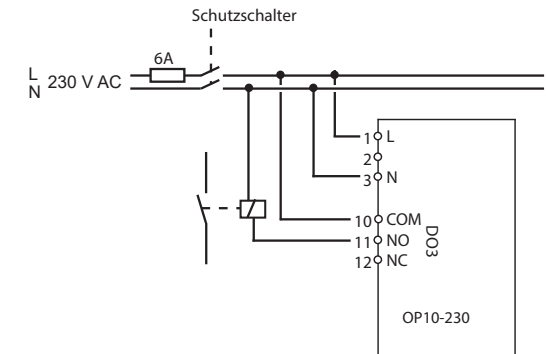 Schutzschalter
6A
L
N
230 V AC
1 L
2
3 N
10 COM
11 NO
12 NC
DO3
OP10-230